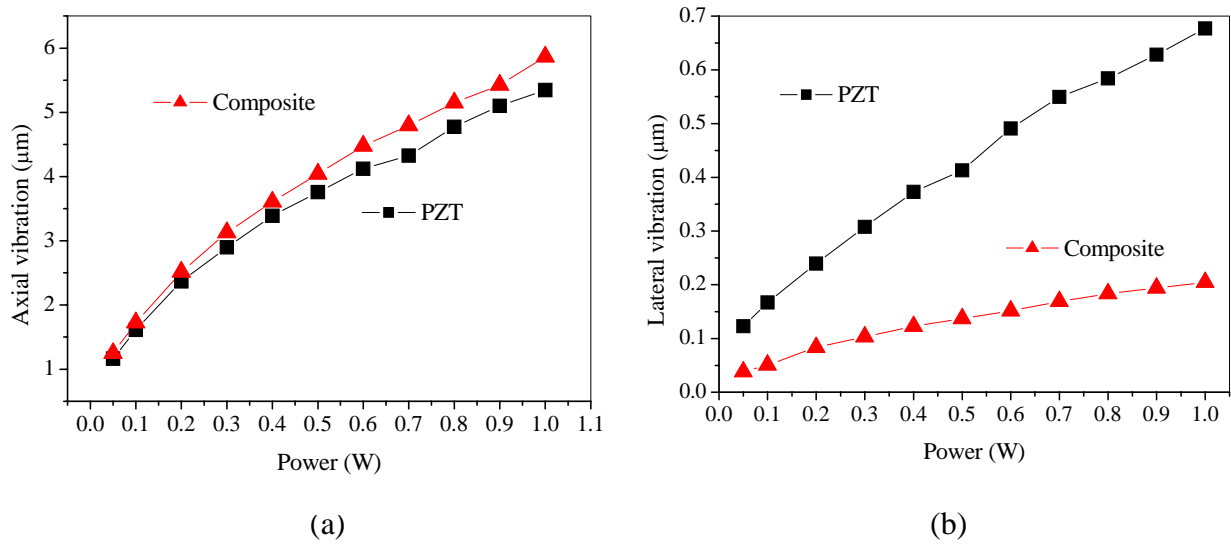 6
5
4
3
2
1
Axial vibration (μm)
Composite
PZT
0.0 0.1 0.2 0.3 0.4 0.5 0.6 0.7 0.8 0.9 1.0 1.1
Power (W)
(a)
0.7
0.6
0.5
0.4
0.3
0.2
0.1
0.0
Lateral vibration (μm)
PZT
Composite
0.0 0.1 0.2 0.3 0.4 0.5 0.6 0.7 0.8 0.9 1.0
Power (W)
(b)